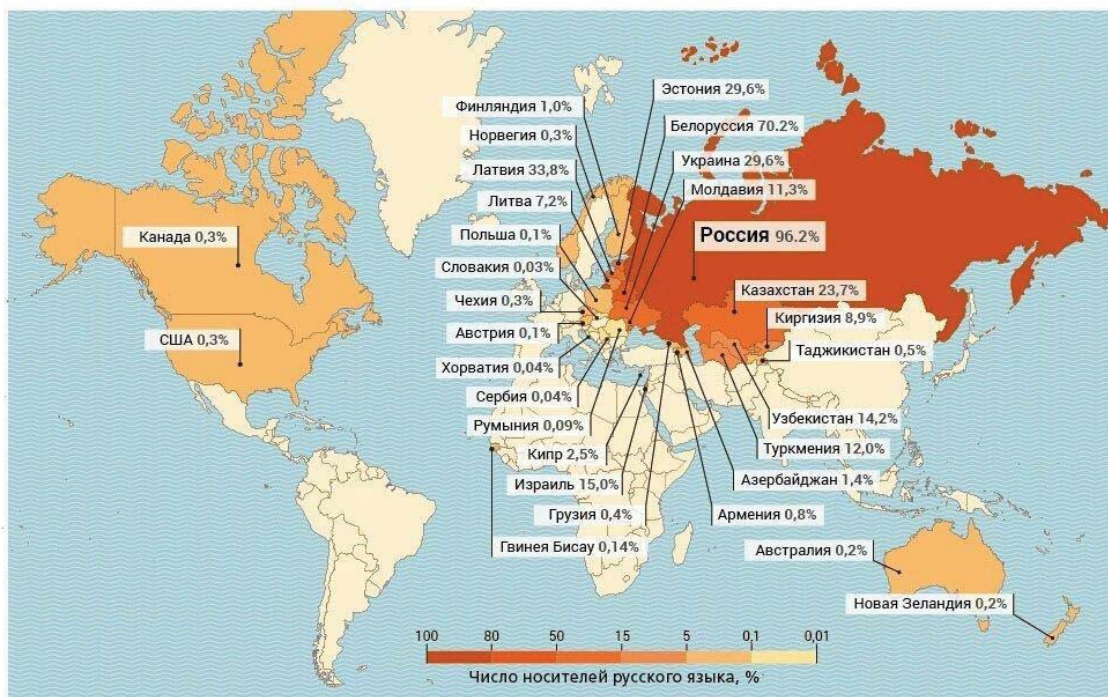 Эстония 29,6%
Финляндия 1,0%
Белоруссия 70.2%
Норвегия 0,3%
Украина 29,6%
Латвия 33,8%
Молдавия 11,3%
Литва 7,2%
Россия 96.2%
Польша 0,1%
Канада 0,3%
Словакия 0,03%
Казахстан 23,7%
Чехия 0,3%
Киргизия 8,9%
Австрия 0,1%
США 0,3%
Таджикистан 0,5%
Хорватия 0,04%
Сербия 0,04%
Узбекистан 14,2%
Румыния 0,09%
Туркмения 12,0%
Кипр 2,5%
Азербайджан 1,4%
Израиль 15,0%
Грузия 0,4%
Армения 0,8%
Гвинея Бисау 0,14%
Австралия 0,2%
Новая Зеландия 0,2%
100 80 50 15 5 0,1 0,01
Число носителей русского языка, %